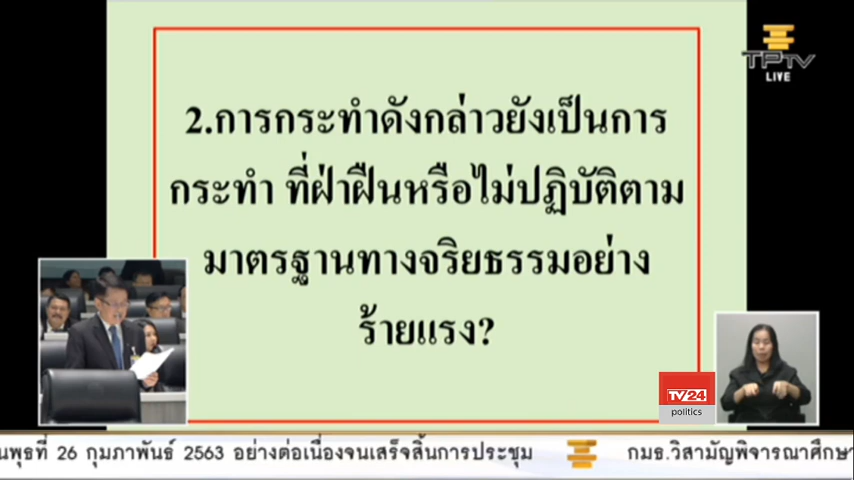 TPTV
LIVE
2.การกระทำดังกล่าวยังเป็นการ
กระทำ ที่ฝ่าฝืนหรือไม่ปฏิบัติตาม
มาตรฐานทางจริยธรรมอย่าง
ร้ายแรง?
TV24
politics
นพุธที่ 26 กุมภาพันธ์ 2563 อย่างต่อเนื่องจนเสร็จสิ้นการประชุม
กมธ.วิสามัญพิจารณาศึกษา